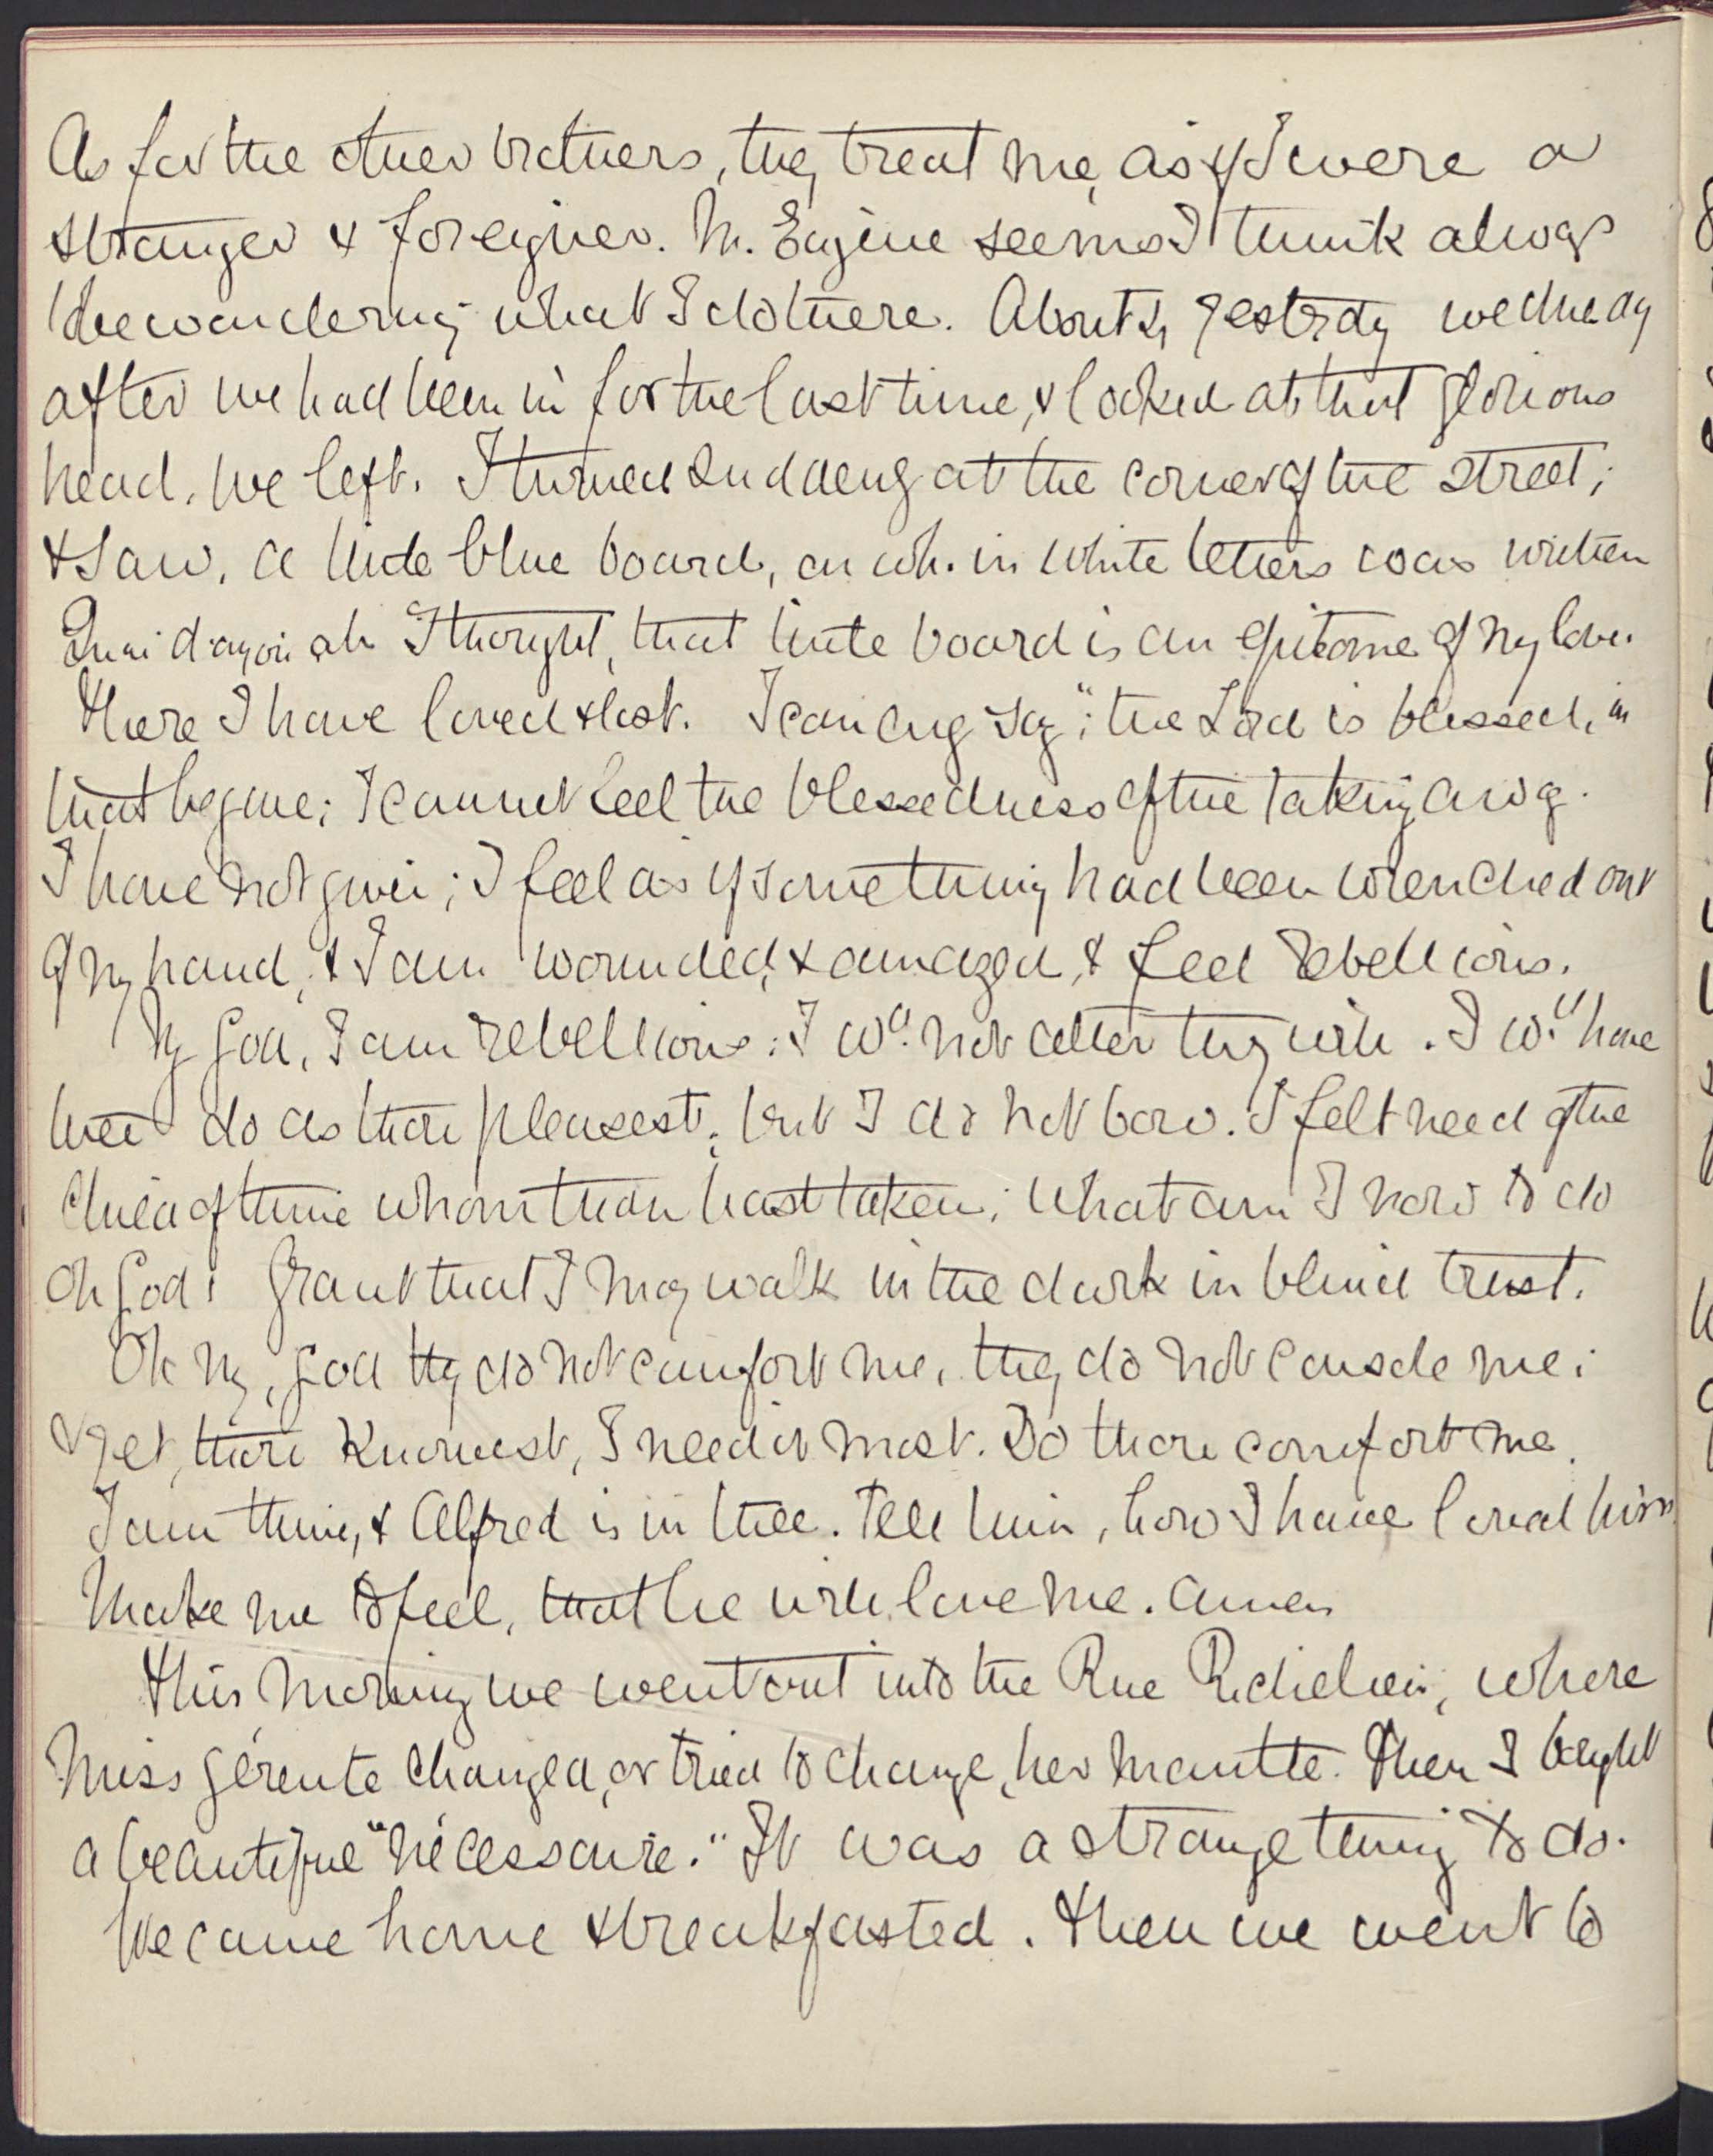 As for the other brothers, they treat me, as if I were a
stranger & foreigner. M. Eugène seems I think always
be wondering what I do there. About 4, yesterdy wednesday
after we had been in for the last time, & looked at that glorious
head, we left. I turned suddenly at the corner of the street;
& saw, a little blue board, on wh. in white letters was written
Quai d'anjou ah I thought, that little board is an epitome of my love.
there I have loved & lost. I can only say "; the Lord is blessed, in
that he gave; I cannot feel the blessedness of the taking away.
I have not given; I feel as if something had been wrenched out
of my hand, & I am wounded, & amazed, & feel rebellious.
My God, I am rebellious: I wd. not alter thy will. I wd. have
thee do as thou pleasest; but I do not bow. I felt need of the
child of thine whom thou hast taken; what am I now to do
oh God! Grant that I may walk in the dark in blind trust.
Oh my, God they do not comfort me, they do not console me;
& yet, thou knowest, I need it most. Do thou comfort me.
I am thine, & Alfred is in thee. Tell him, how I have loved him
Make me to feel, that he will love me. Amen
this morning we went out into the Rue Richelieu, where
Miss Gérente changed, or tried to change, her mantle. Then I bought
a beautiful "nécessaire." It was a strange thing to do.
We came home & breakfasted. then we went to